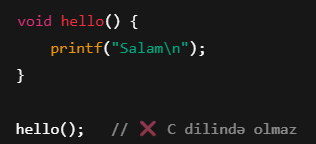 void hello() {
    printf("Salam\n");
}
hello();   // ❌ C dilində olmaz